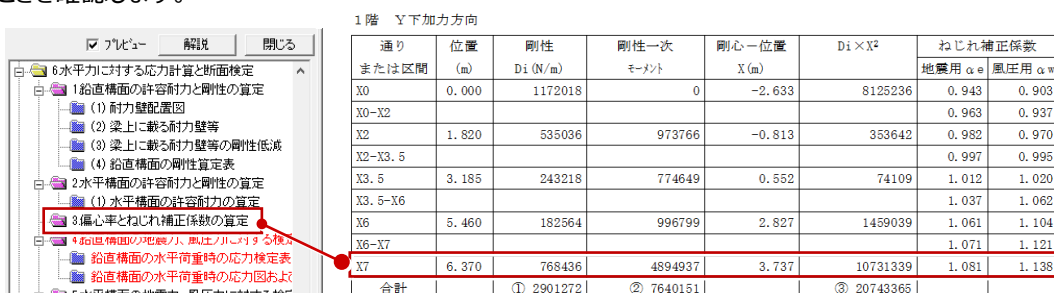 とを確認します。
プレビュー 解説 閉じる
6水平力に対する応力計算と断面検定
1鉛直構面の許容耐力と剛性の算定
(1) 耐力壁配置図
(2) 梁上に載る耐力壁等
(3) 梁上に載る耐力壁等の剛性低減
(4) 鉛直構面の剛性算定表
2水平構面の許容耐力と剛性の算定
(1) 水平構面の許容耐力の算定
3偏心率とねじれ補正係数の算定
4鉛直構面の地震力、風圧力に対する検定
鉛直構面の水平荷重時の応力検定表
鉛直構面の水平荷重時の応力図およ
1階 Y下加力方向
通り 位置 剛性 剛性一次 剛心－位置 Di×X² ねじれ補正係数
または区間 (m) Di(N/m) モーメント X(m) 地震用αe 風圧用αw
X0 0.000 1172018 0 -2.633 8125236 0.943 0.903
X0-X2 0.963 0.937
X2 1.820 535036 973766 -0.813 353642 0.982 0.970
X2-X3.5 0.997 0.995
X3.5 3.185 243218 774649 0.552 74109 1.012 1.020
X3.5-X6 1.037 1.062
X6 5.460 182564 996799 2.827 1459039 1.061 1.104
X6-X7 1.071 1.121
X7 6.370 768436 4894937 3.737 10731339 1.081 1.138
合計 ① 2901272 ② 7640151 ③ 20743365